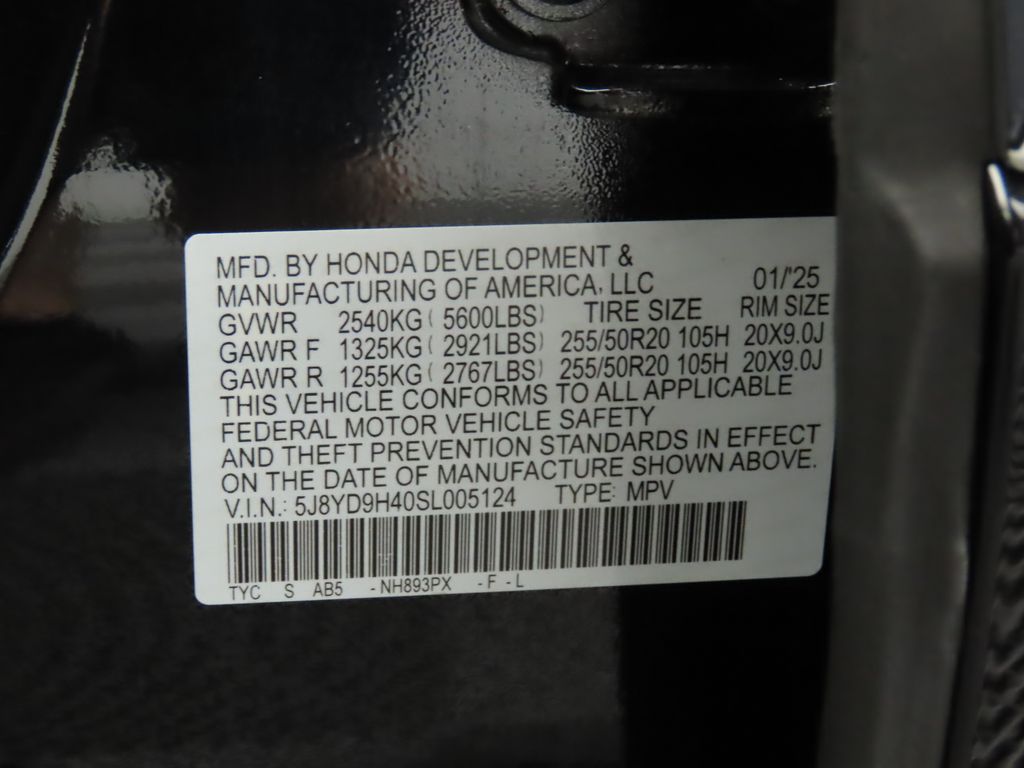 MFD. BY HONDA DEVELOPMENT &
MANUFACTURING OF AMERICA, LLC 01/'25
GVWR 2540KG ( 5600LBS) TIRE SIZE RIM SIZE
GAWR F 1325KG ( 2921LBS) 255/50R20 105H 20X9.0J
GAWR R 1255KG ( 2767LBS) 255/50R20 105H 20X9.0J
THIS VEHICLE CONFORMS TO ALL APPLICABLE
FEDERAL MOTOR VEHICLE SAFETY
AND THEFT PREVENTION STANDARDS IN EFFECT
ON THE DATE OF MANUFACTURE SHOWN ABOVE.
V.I.N.: 5J8YD9H40SL005124 TYPE: MPV
TYC S AB5 - NH893PX - F - L